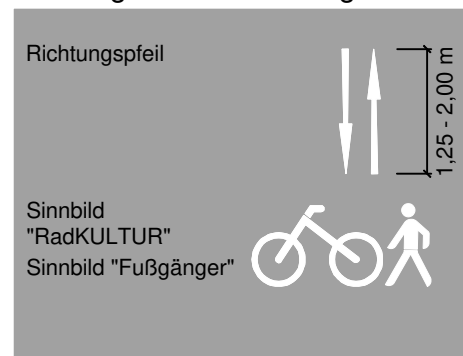 Richtungspfeil
1,25 - 2,00 m
Sinnbild
"RadKULTUR"
Sinnbild "Fußgänger"